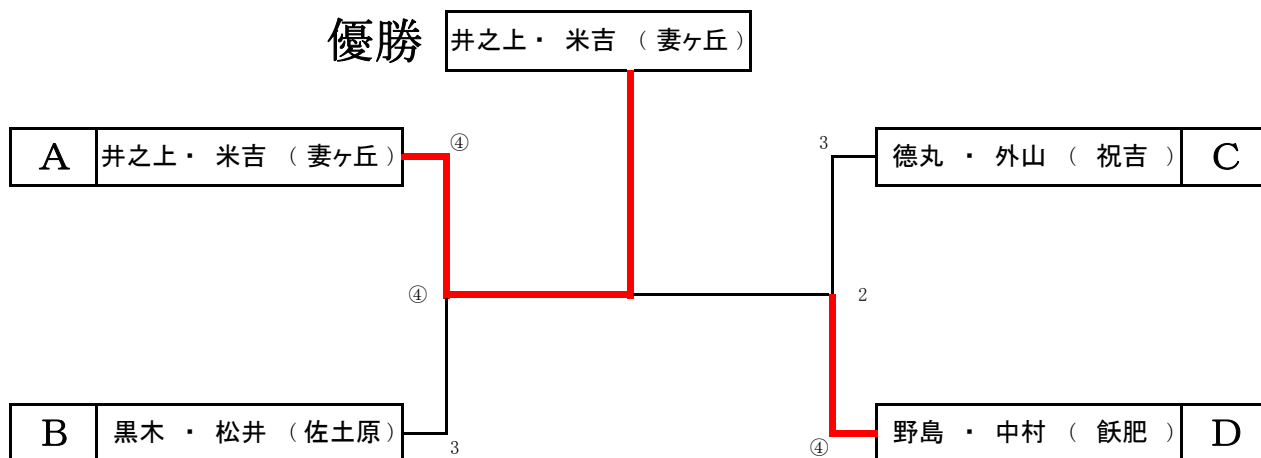 優勝 井之上・ 米吉 （ 妻ヶ丘 ）
A 井之上・ 米吉 （ 妻ヶ丘 ） ④
3 徳丸 ・ 外山 （ 祝吉 ） C
④ 2
B 黒木 ・ 松井 （ 佐土原 ） 3
④ 野島 ・ 中村 （ 飫肥 ） D